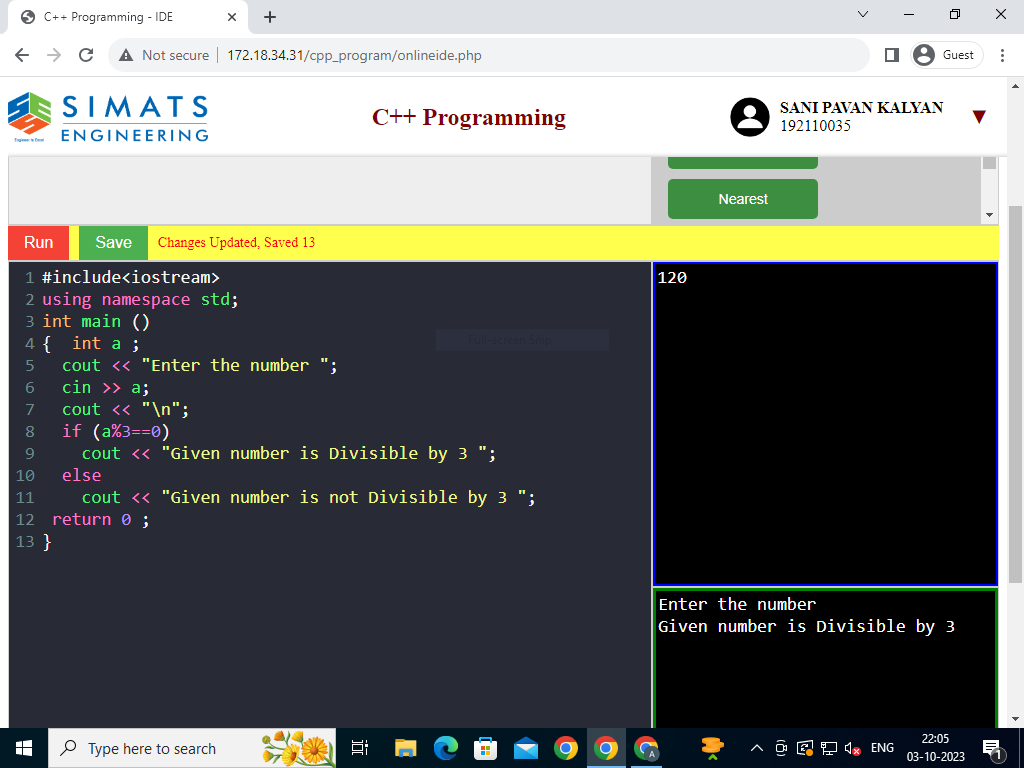 C++ Programming - IDE
Not secure
172.18.34.31/cpp_program/onlineide.php
Guest
SIMATS
ENGINEERING
Engineer to Excel
C++ Programming
SANI PAVAN KALYAN
192110035
Nearest
Run
Save
Changes Updated, Saved 13
1 #include<iostream>
2 using namespace std;
3 int main ()
4 {  int a ;
5   cout << "Enter the number ";
6   cin >> a;
7   cout << "\n";
8   if (a%3==0)
9     cout << "Given number is Divisible by 3 ";
10   else
11     cout << "Given number is not Divisible by 3 ";
12  return 0 ;
13 }
120
Enter the number
Given number is Divisible by 3
Type here to search
A
ENG
22:05
03-10-2023
1